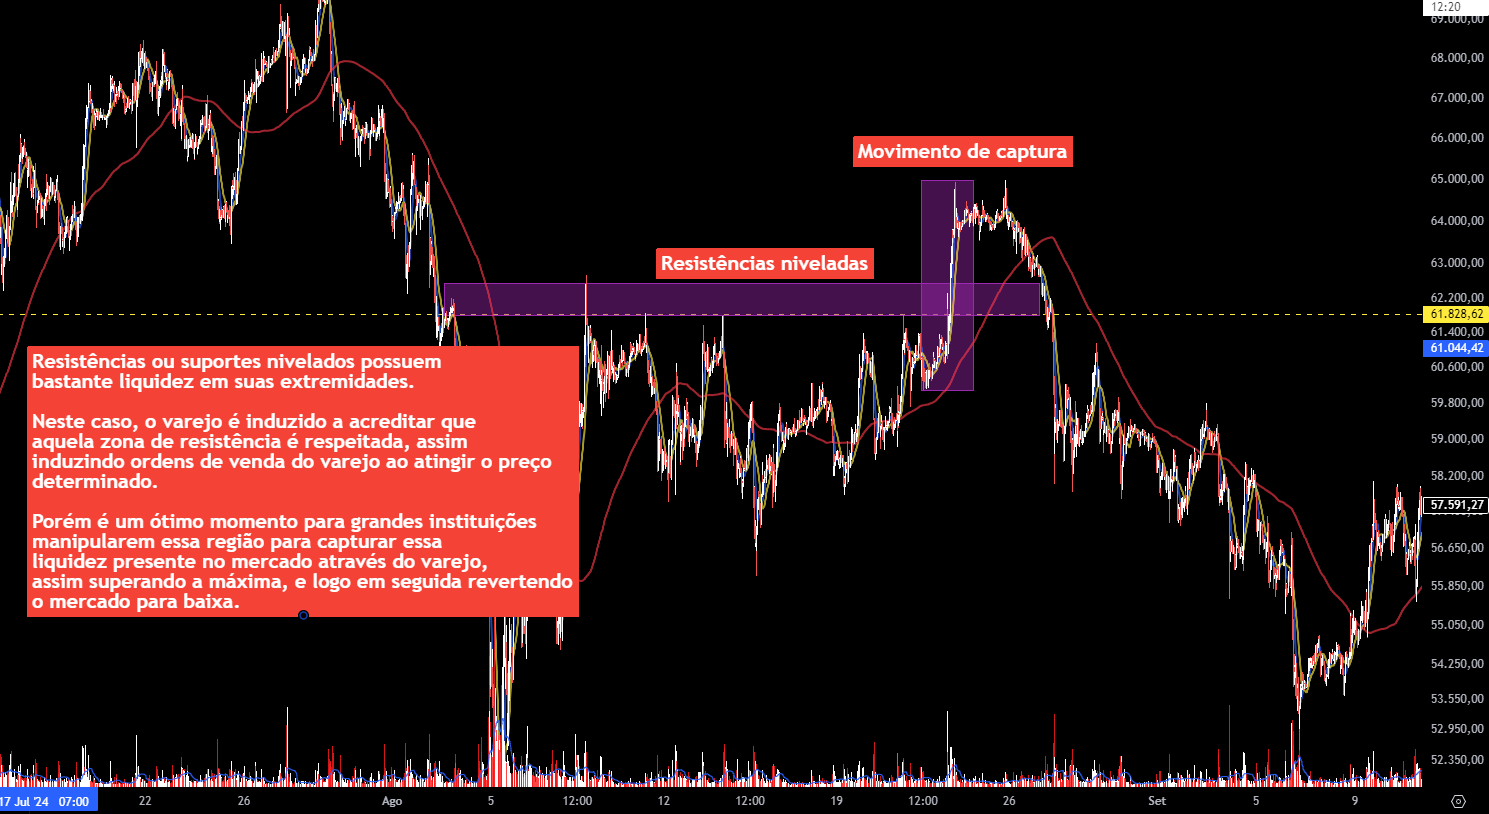 12:20
69.000,00
68.000,00
67.000,00
66.000,00
Movimento de captura
65.000,00
64.000,00
Resistências niveladas
63.000,00
62.200,00
61.828,62
61.400,00
61.044,42
60.600,00
Resistências ou suportes nivelados possuem
bastante liquidez em suas extremidades.
Neste caso, o varejo é induzido a acreditar que
aquela zona de resistência é respeitada, assim
induzindo ordens de venda do varejo ao atingir o preço
determinado.
Porém é um ótimo momento para grandes instituições
manipularem essa região para capturar essa
liquidez presente no mercado através do varejo,
assim superando a máxima, e logo em seguida revertendo
o mercado para baixa.
59.800,00
59.000,00
58.200,00
57.591,27
56.650,00
55.850,00
55.050,00
54.250,00
53.550,00
52.950,00
52.350,00
17 Jul '24 07:00 22 26 Ago 5 12:00 12 12:00 19 12:00 26 Set 5 9